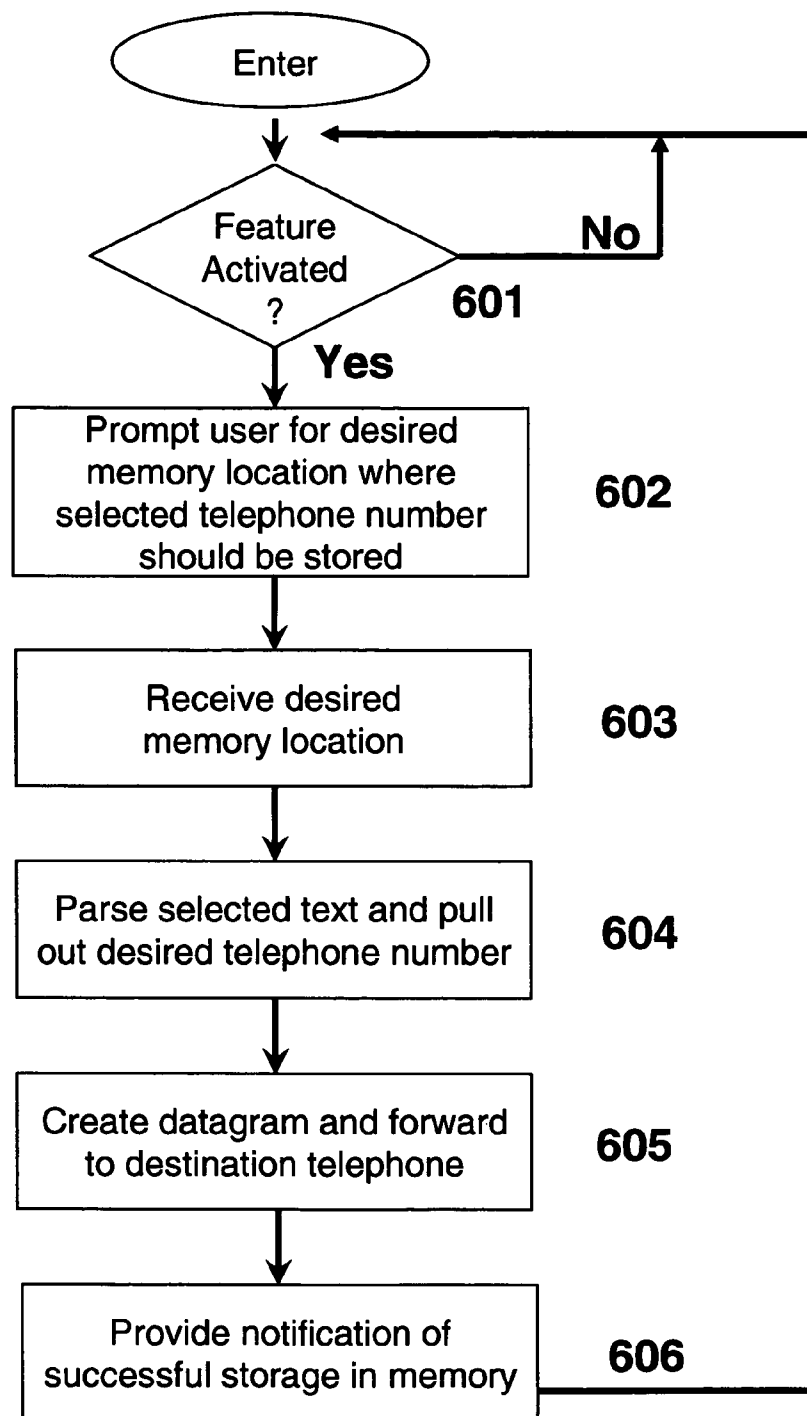 Enter
Feature
Activated
?
No
601
Yes
Prompt user for desired
memory location where
selected telephone number
should be stored
602
Receive desired
memory location
603
Parse selected text and pull
out desired telephone number
604
Create datagram and forward
to destination telephone
605
Provide notification of
successful storage in memory
606